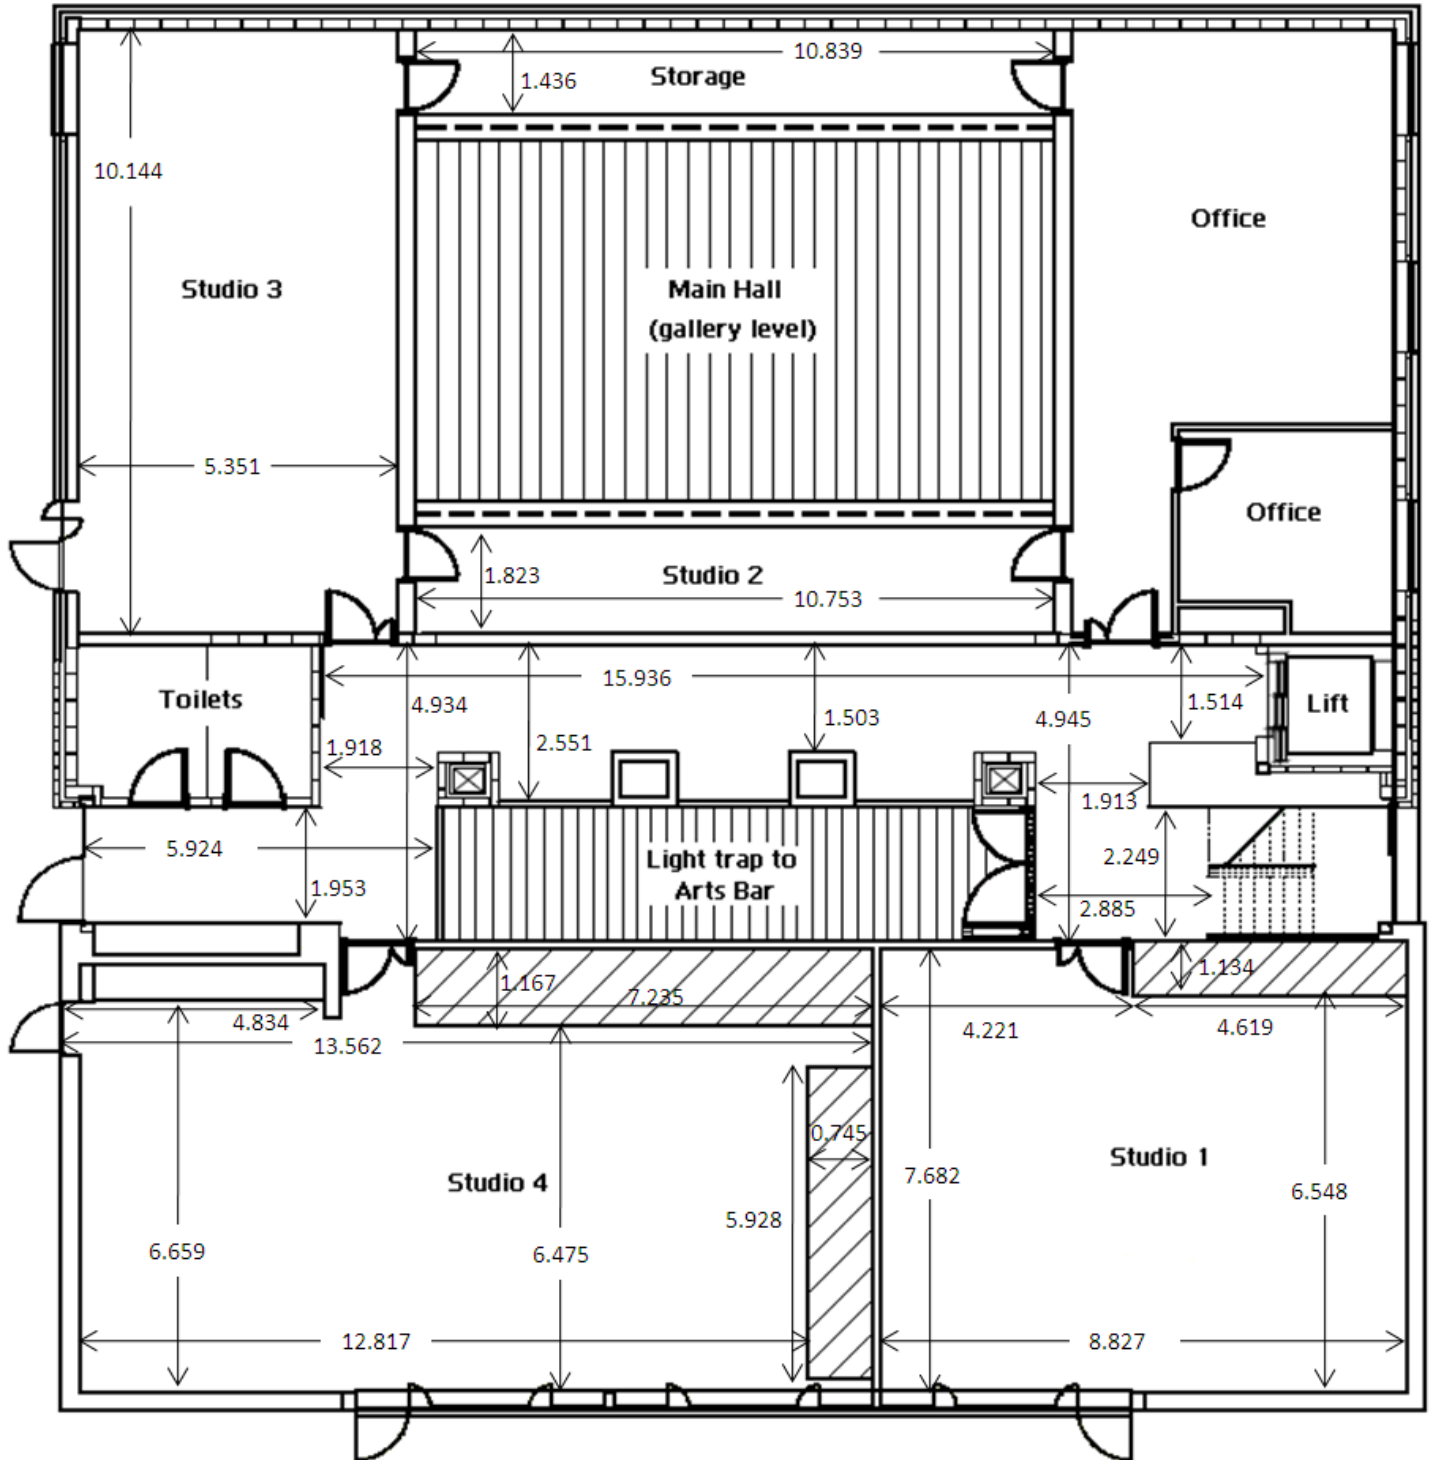 10.839
Storage
1.436
10.144
Office
Studio 3
Main Hall
(gallery level)
5.351
Office
1.823
Studio 2
10.753
15.936
Toilets
4.934
1.503
4.945
1.514
Lift
1.918
2.551
1.913
5.924
Light trap to
Arts Bar
2.249
1.953
2.885
1.167
7.235
1.134
4.834
4.221
4.619
13.562
0.745
Studio 1
Studio 4
7.682
6.548
5.928
6.659
6.475
12.817
8.827